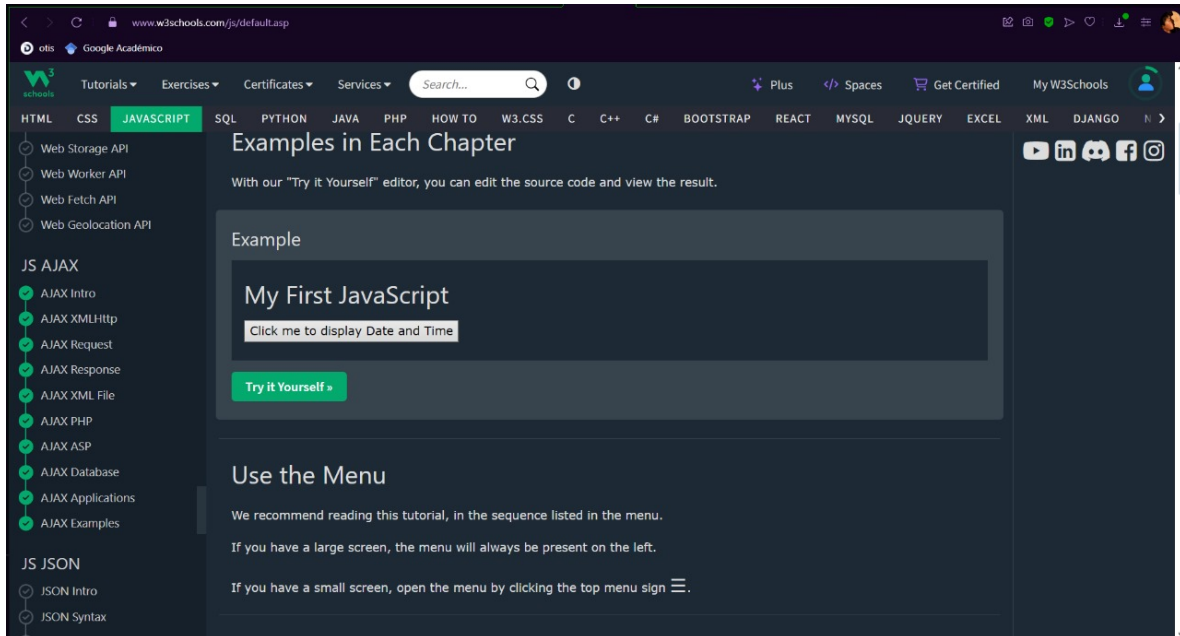 www.w3schools.com/js/default.asp
otis Google Académico
W3 schools Tutorials Exercises Certificates Services Search... Plus </> Spaces Get Certified My W3Schools
HTML CSS JAVASCRIPT SQL PYTHON JAVA PHP HOW TO W3.CSS C C++ C# BOOTSTRAP REACT MYSQL JQUERY EXCEL XML DJANGO N
Web Storage API
Web Worker API
Web Fetch API
Web Geolocation API
JS AJAX
AJAX Intro
AJAX XMLHttp
AJAX Request
AJAX Response
AJAX XML File
AJAX PHP
AJAX ASP
AJAX Database
AJAX Applications
AJAX Examples
JS JSON
JSON Intro
JSON Syntax
Examples in Each Chapter
With our "Try it Yourself" editor, you can edit the source code and view the result.
Example
My First JavaScript
Click me to display Date and Time
Try it Yourself »
Use the Menu
We recommend reading this tutorial, in the sequence listed in the menu.
If you have a large screen, the menu will always be present on the left.
If you have a small screen, open the menu by clicking the top menu sign ☰.